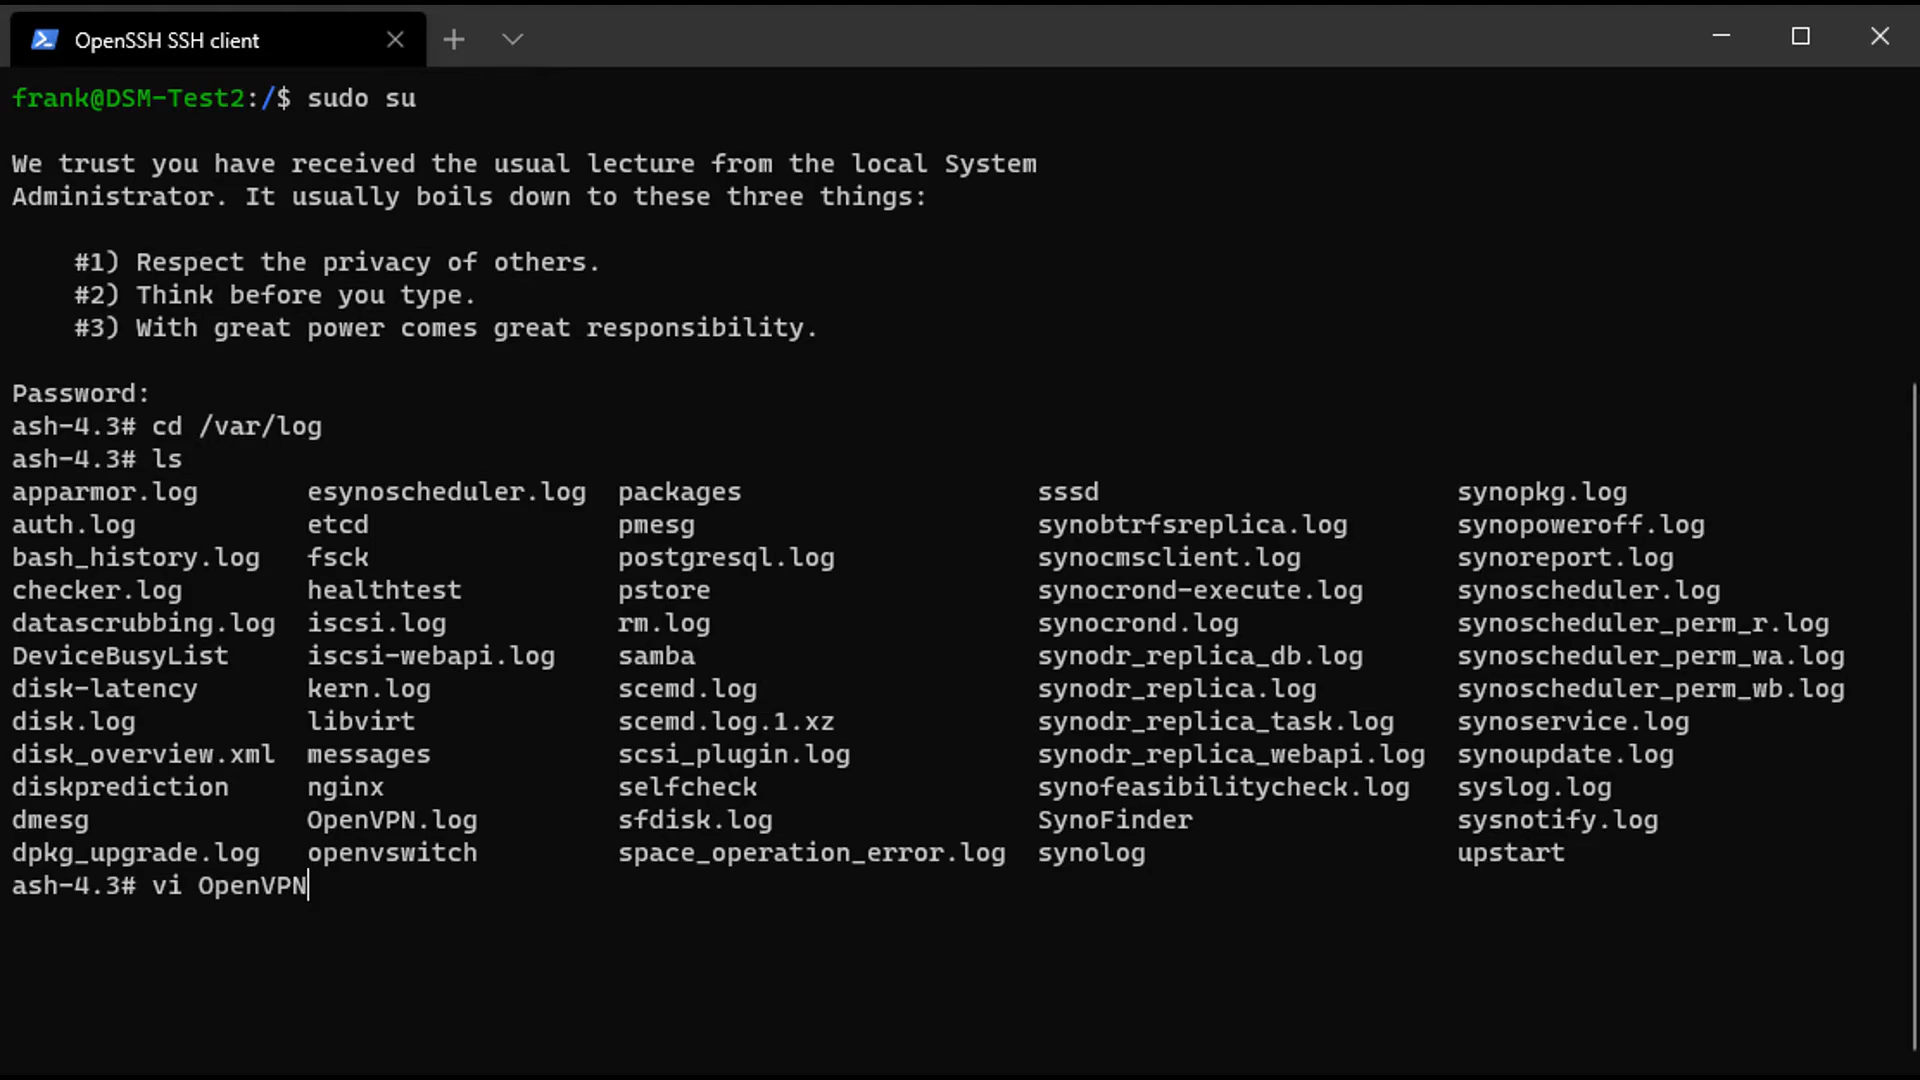 OpenSSH SSH client
frank@DSM-Test2:/$ sudo su
We trust you have received the usual lecture from the local System
Administrator. It usually boils down to these three things:
#1) Respect the privacy of others.
#2) Think before you type.
#3) With great power comes great responsibility.
Password:
ash-4.3# cd /var/log
ash-4.3# ls
apparmor.log esynoscheduler.log packages sssd synopkg.log
auth.log etcd pmesg synobtrfsreplica.log synopoweroff.log
bash_history.log fsck postgresql.log synocmsclient.log synoreport.log
checker.log healthtest pstore synocrond-execute.log synoscheduler.log
datascrubbing.log iscsi.log rm.log synocrond.log synoscheduler_perm_r.log
DeviceBusyList iscsi-webapi.log samba synodr_replica_db.log synoscheduler_perm_wa.log
disk-latency kern.log scemd.log synodr_replica.log synoscheduler_perm_wb.log
disk.log libvirt scemd.log.1.xz synodr_replica_task.log synoservice.log
disk_overview.xml messages scsi_plugin.log synodr_replica_webapi.log synoupdate.log
diskprediction nginx selfcheck synofeasibilitycheck.log syslog.log
dmesg OpenVPN.log sfdisk.log SynoFinder sysnotify.log
dpkg_upgrade.log openvswitch space_operation_error.log synolog upstart
ash-4.3# vi OpenVPN